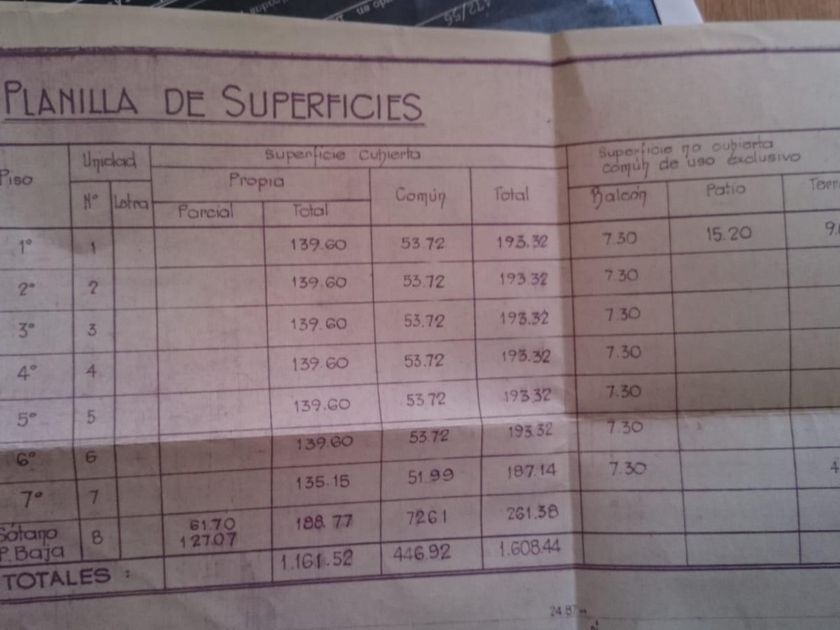 472/56
PLANILLA DE SUPERFICIES
Piso Unidad Superficie Cubierta Superficie no cubierta
común de uso exclusivo
Nº Letra Propia Común Total Balcón Patio
Parcial Total
1º 1 139.60 53.72 193.32 7.30 15.20
2º 2 139.60 53.72 193.32 7.30
3º 3 139.60 53.72 193.32 7.30
4º 4 139.60 53.72 193.32 7.30
5º 5 139.60 53.72 193.32 7.30
6º 6 139.60 53.72 193.32 7.30
7º 7 135.15 51.99 187.14 7.30
Sótano 8 61.70 188.77 7261 261.38
P. Baja 127.07
TOTALES: 1.161.52 446.92 1.608.44
24.87